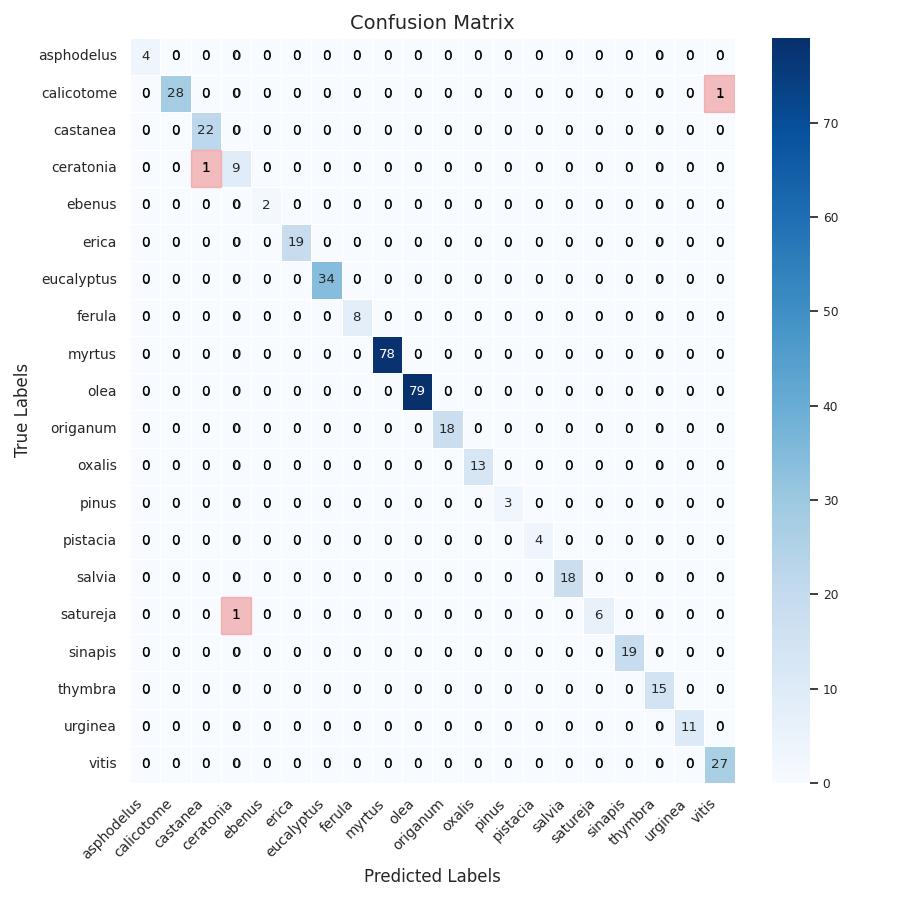 Confusion Matrix
asphodelus 4 0 0 0 0 0 0 0 0 0 0 0 0 0 0 0 0 0 0 0
calicotome 0 28 0 0 0 0 0 0 0 0 0 0 0 0 0 0 0 0 0 1
castanea 0 0 22 0 0 0 0 0 0 0 0 0 0 0 0 0 0 0 0 0
ceratonia 0 0 1 9 0 0 0 0 0 0 0 0 0 0 0 0 0 0 0 0
ebenus 0 0 0 0 2 0 0 0 0 0 0 0 0 0 0 0 0 0 0 0
erica 0 0 0 0 0 19 0 0 0 0 0 0 0 0 0 0 0 0 0 0
eucalyptus 0 0 0 0 0 0 34 0 0 0 0 0 0 0 0 0 0 0 0 0
ferula 0 0 0 0 0 0 0 8 0 0 0 0 0 0 0 0 0 0 0 0
myrtus 0 0 0 0 0 0 0 0 78 0 0 0 0 0 0 0 0 0 0 0
olea 0 0 0 0 0 0 0 0 0 79 0 0 0 0 0 0 0 0 0 0
origanum 0 0 0 0 0 0 0 0 0 0 18 0 0 0 0 0 0 0 0 0
oxalis 0 0 0 0 0 0 0 0 0 0 0 13 0 0 0 0 0 0 0 0
pinus 0 0 0 0 0 0 0 0 0 0 0 0 3 0 0 0 0 0 0 0
pistacia 0 0 0 0 0 0 0 0 0 0 0 0 0 4 0 0 0 0 0 0
salvia 0 0 0 0 0 0 0 0 0 0 0 0 0 0 18 0 0 0 0 0
satureja 0 0 0 1 0 0 0 0 0 0 0 0 0 0 0 6 0 0 0 0
sinapis 0 0 0 0 0 0 0 0 0 0 0 0 0 0 0 0 19 0 0 0
thymbra 0 0 0 0 0 0 0 0 0 0 0 0 0 0 0 0 0 15 0 0
urginea 0 0 0 0 0 0 0 0 0 0 0 0 0 0 0 0 0 0 11 0
vitis 0 0 0 0 0 0 0 0 0 0 0 0 0 0 0 0 0 0 0 27
True Labels
asphodelus calicotome castanea ceratonia ebenus erica eucalyptus ferula myrtus olea origanum oxalis pinus pistacia salvia satureja sinapis thymbra urginea vitis
Predicted Labels
70
60
50
40
30
20
10
0